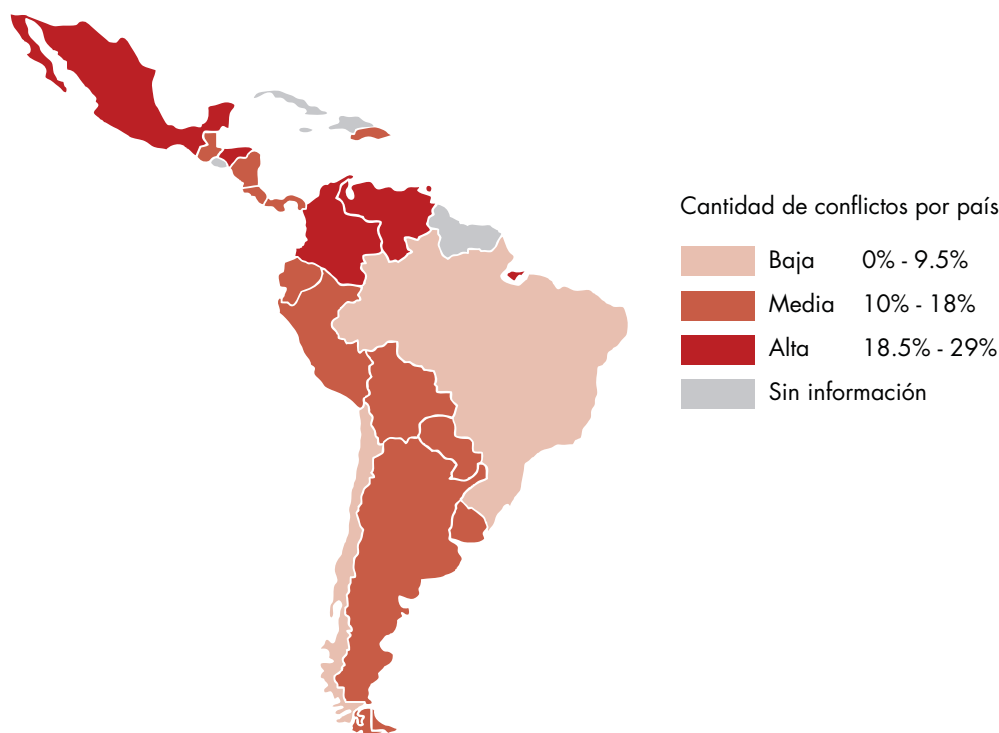 Cantidad de conflictos por país
Baja 0% - 9.5%
Media 10% - 18%
Alta 18.5% - 29%
Sin información